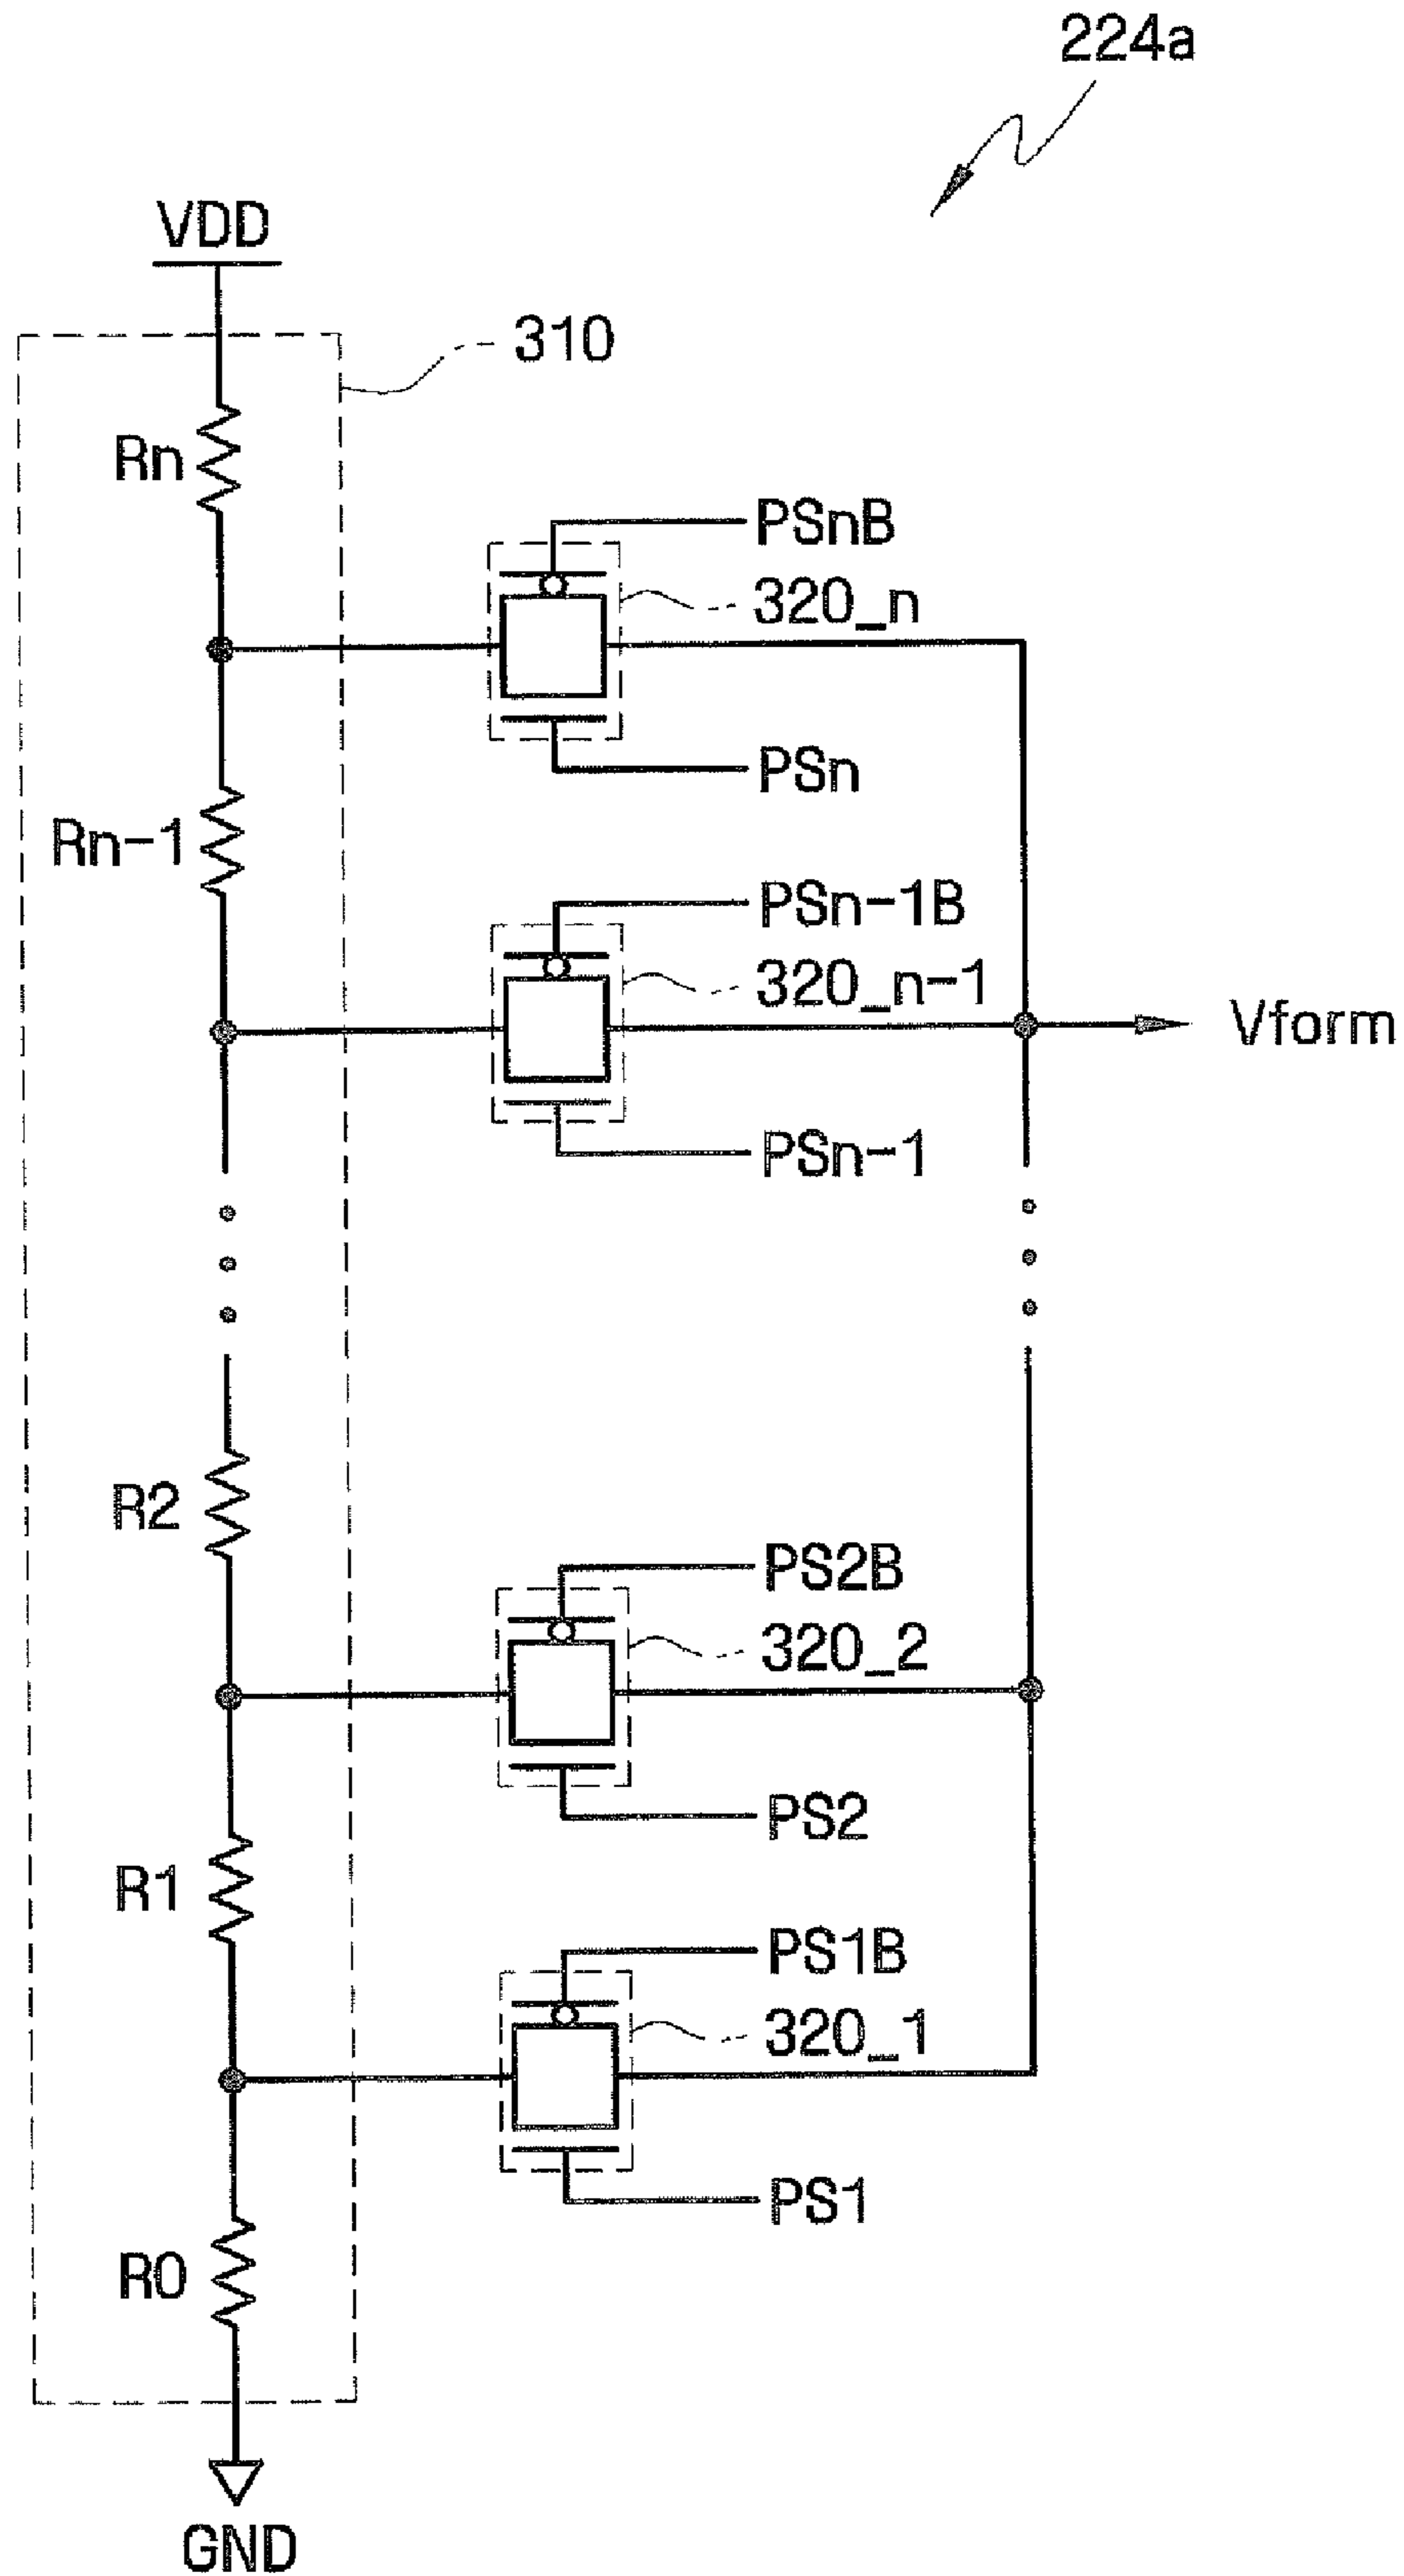 224a
VDD
310
Rn
PSnB
320_n
PSn
Rn-1
PSn-1B
320_n-1
Vform
PSn-1
R2
PS2B
320_2
PS2
R1
PS1B
320_1
PS1
R0
GND